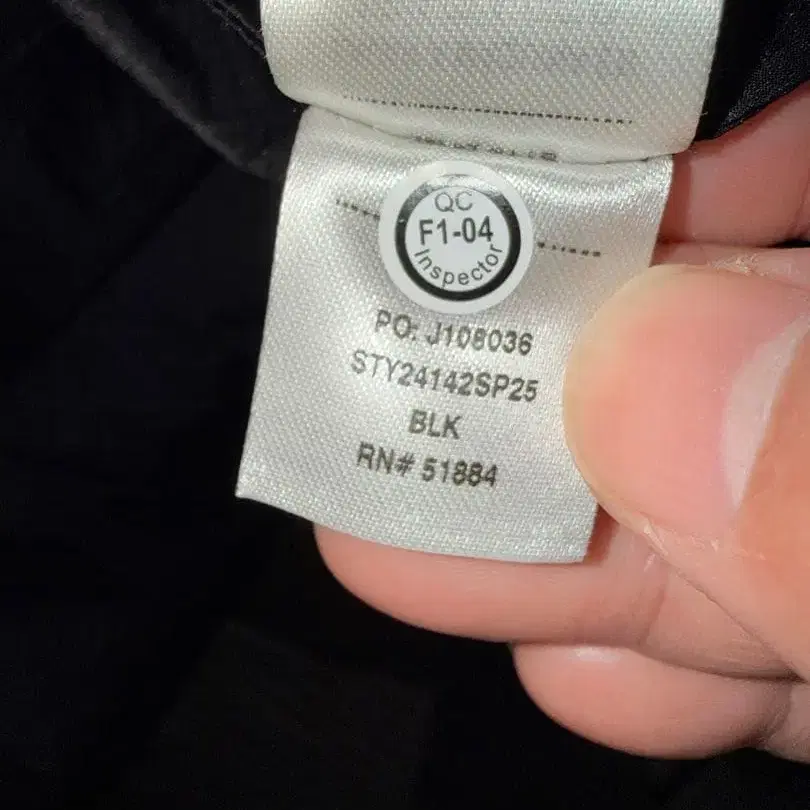 QC
F1-04
Inspector
PO: J108036
STY24142SP25
BLK
RN# 51884